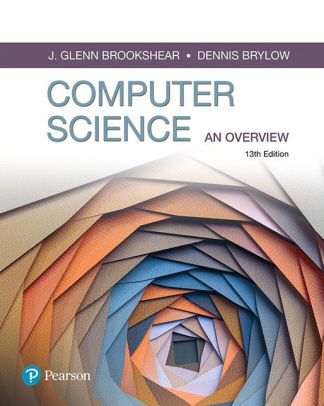 J. GLENN BROOKSHEAR • DENNIS BRYLOW
COMPUTER
SCIENCE AN OVERVIEW
13th Edition
Pearson